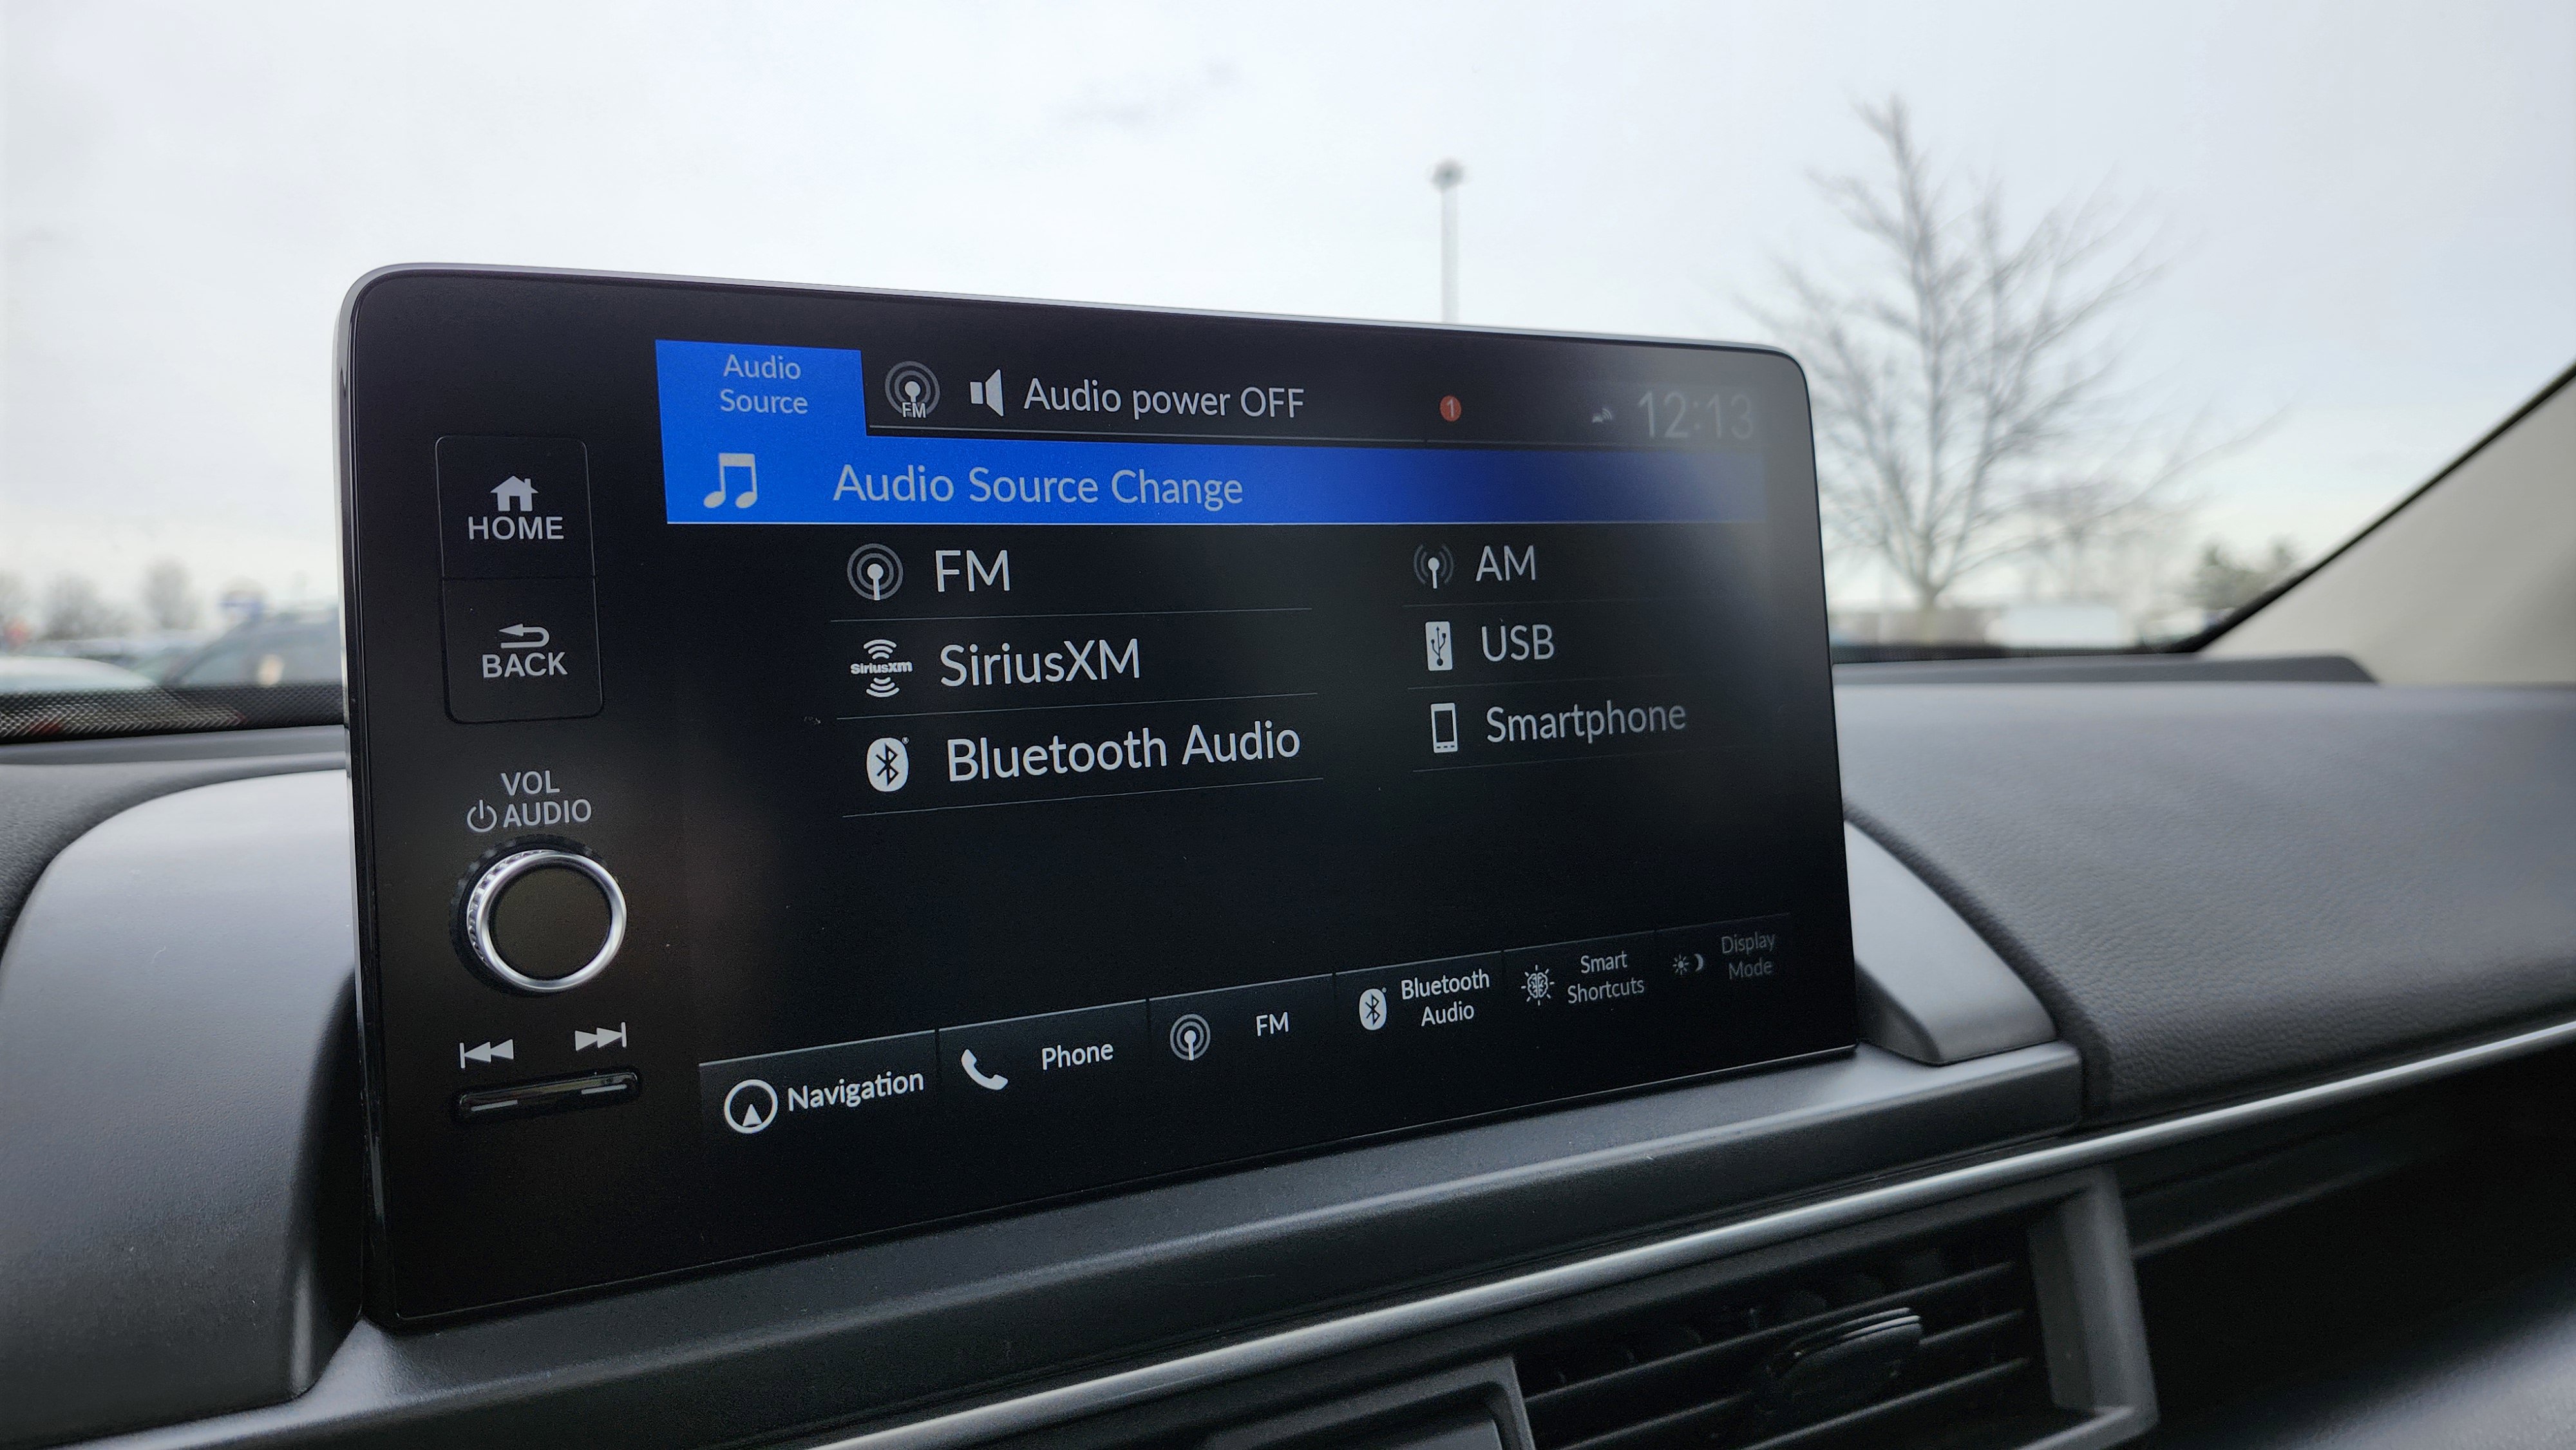 Audio
Source
FM
Audio power OFF
1
12:13
Audio Source Change
HOME
BACK
FM
AM
SiriusXM
SiriusXM
USB
Bluetooth Audio
Smartphone
VOL
AUDIO
Navigation
Phone
FM
Bluetooth
Audio
Smart
Shortcuts
Display
Mode